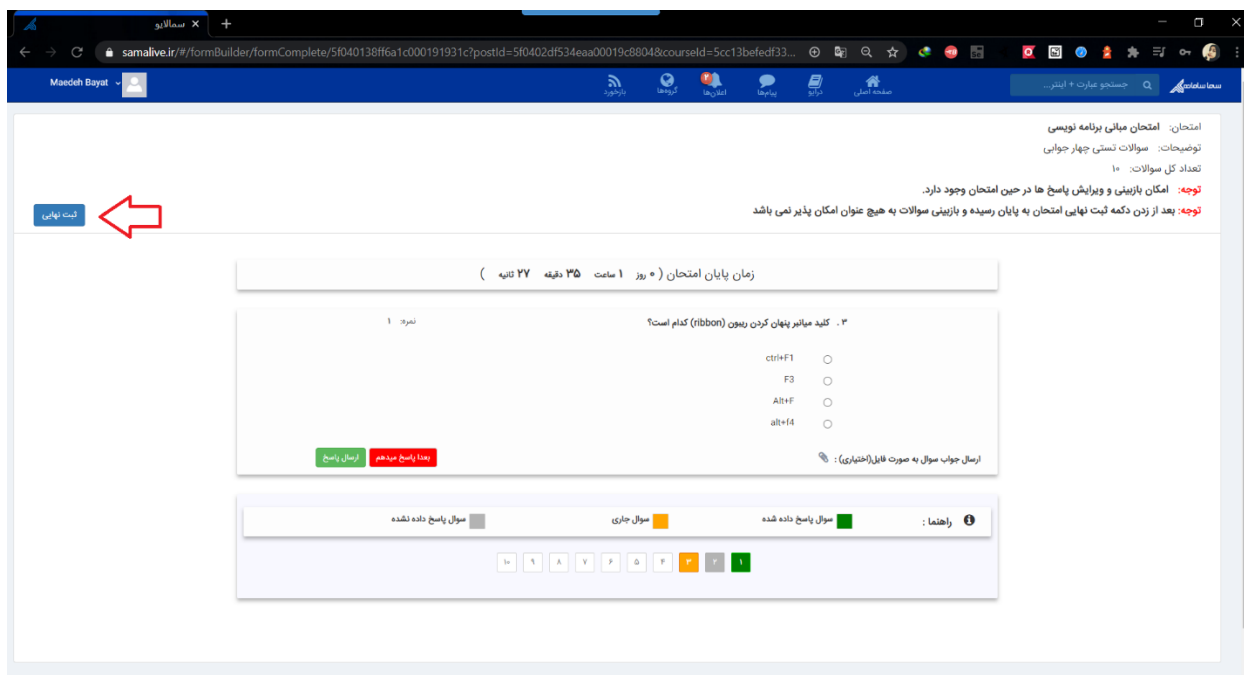 سمالایو
samalive.ir/#/formBuilder/formComplete/5f040138ff6a1c000191931c?postId=5f0402df534eaa00019c8804&courseId=5cc13befedf33...
Maedeh Bayat
بازخورد
گروه‌ها
اعلان‌ها
پیام‌ها
درایو
صفحه اصلی
جستجو عبارت + اینتر...
سما سامانه
امتحان: امتحان مبانی برنامه نویسی
توضیحات: سوالات تستی چهار جوابی
تعداد کل سوالات: ۱۰
توجه: امکان بازبینی و ویرایش پاسخ ها در حین امتحان وجود دارد.
توجه: بعد از زدن دکمه ثبت نهایی امتحان به پایان رسیده و بازبینی سوالات به هیچ عنوان امکان پذیر نمی باشد
ثبت نهایی
زمان پایان امتحان ( ۰ روز ۱ ساعت ۳۵ دقیقه ۲۷ ثانیه )
۳ . کلید میانبر پنهان کردن ریبون (ribbon) کدام است؟
نمره: ۱
ctrl+F1
F3
Alt+F
alt+f4
ارسال جواب سوال به صورت فایل(اختیاری) :
بعدا پاسخ میدهم
ارسال پاسخ
راهنما :
سوال پاسخ داده شده
سوال جاری
سوال پاسخ داده نشده
۱ ۲ ۳ ۴ ۵ ۶ ۷ ۸ ۹ ۱۰